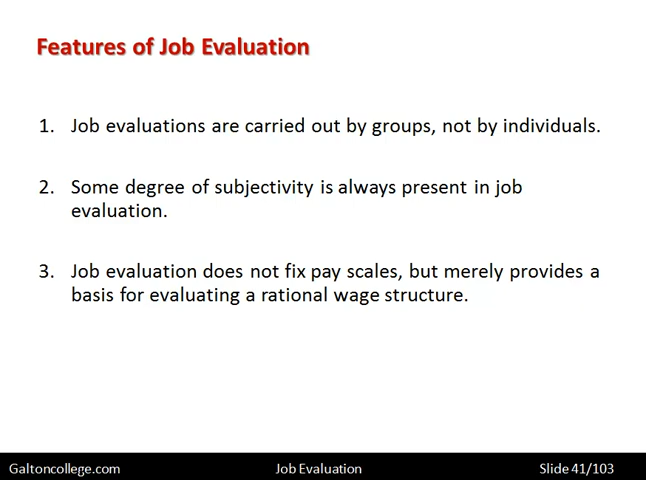 Features of Job Evaluation
1. Job evaluations are carried out by groups, not by individuals.
2. Some degree of subjectivity is always present in job
evaluation.
3. Job evaluation does not fix pay scales, but merely provides a
basis for evaluating a rational wage structure.
Galtoncollege.com Job Evaluation Slide 41/103